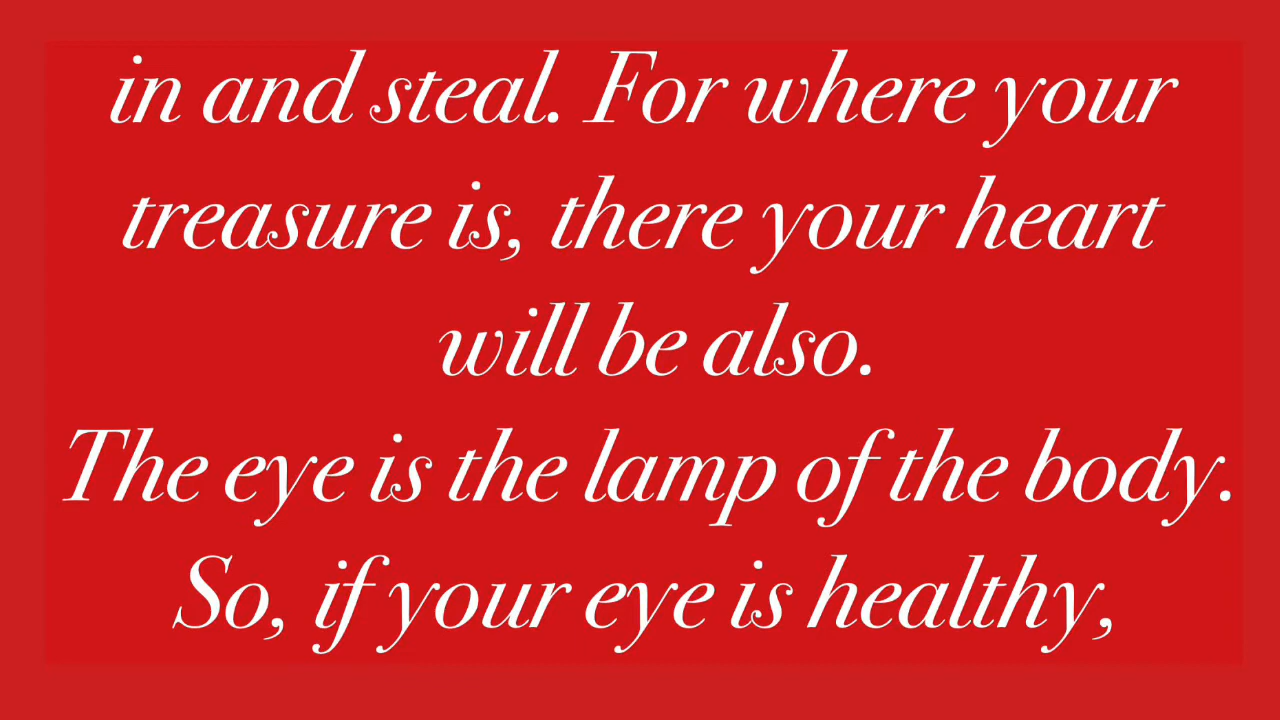 in and steal. For where your
treasure is, there your heart
will be also.
The eye is the lamp of the body.
So, if your eye is healthy,